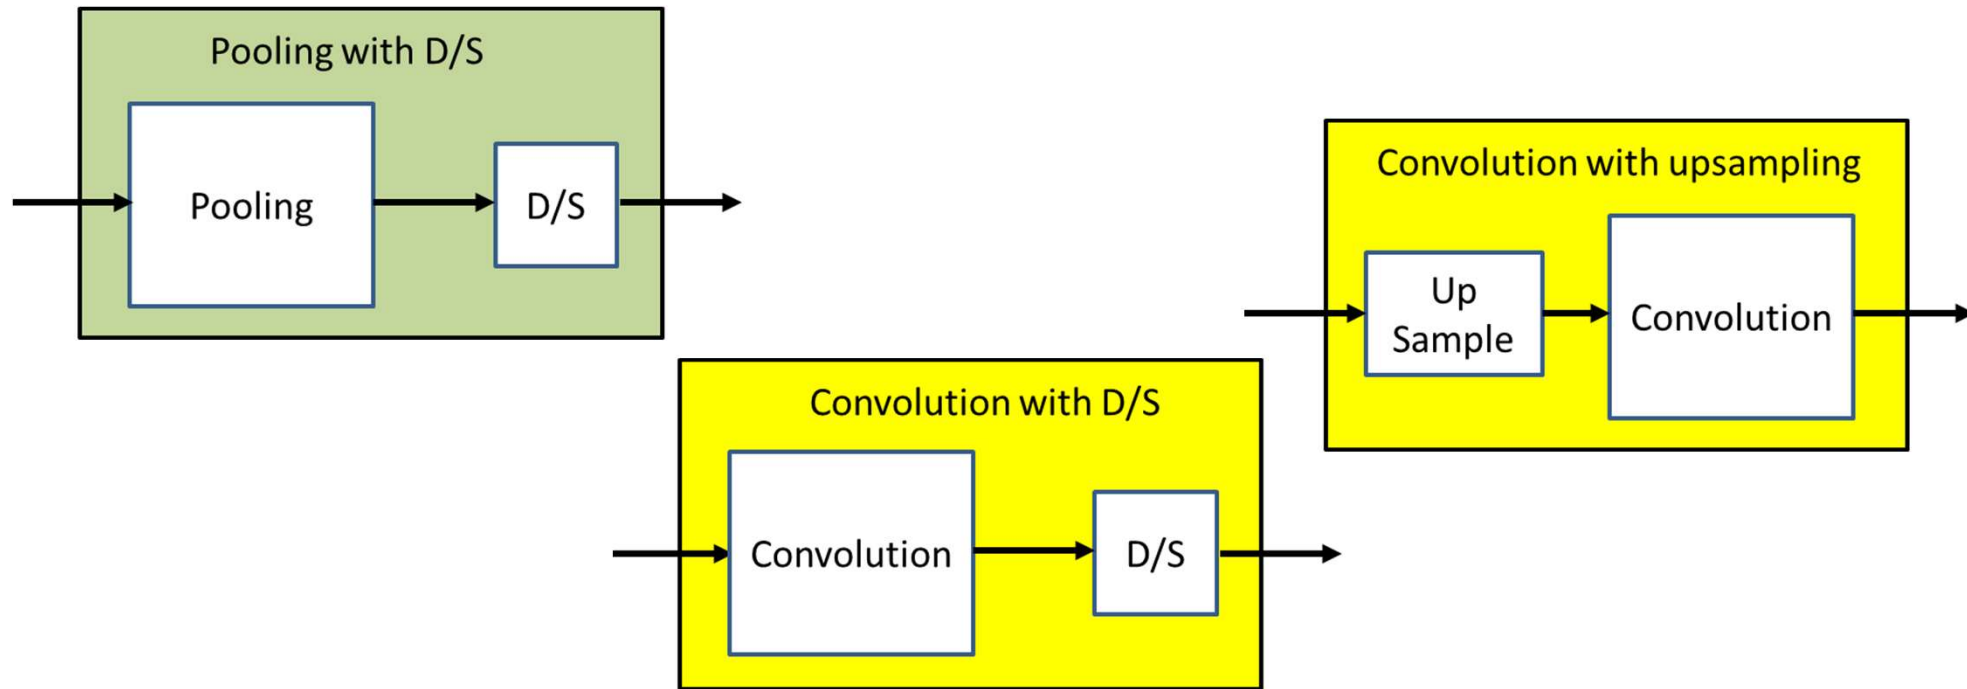 Pooling with D/S
Pooling
D/S
Convolution with D/S
Convolution
D/S
Convolution with upsampling
Up
Sample
Convolution